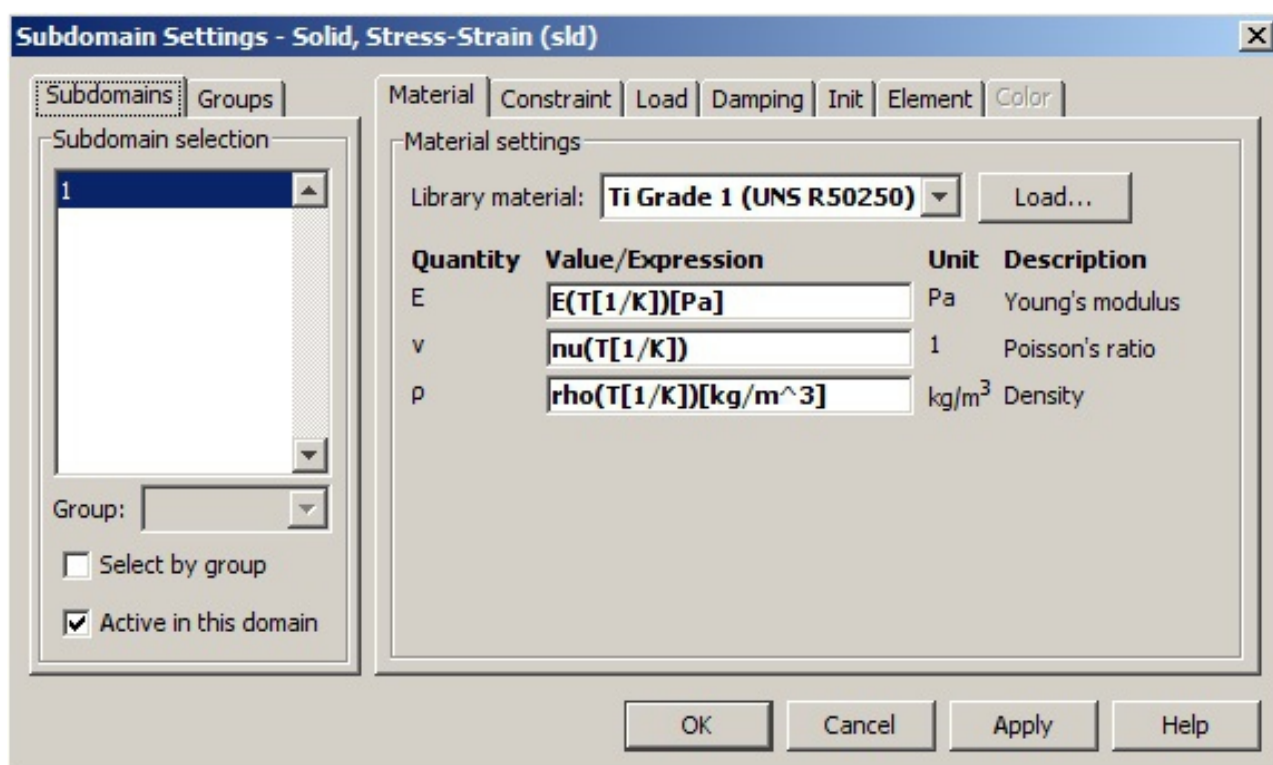 Subdomain Settings - Solid, Stress-Strain (sld)
Subdomains Groups
Subdomain selection
1
Group:
Select by group
Active in this domain
Material Constraint Load Damping Init Element Color
Material settings
Library material: Ti Grade 1 (UNS R50250) Load...
Quantity Value/Expression Unit Description
E E(T[1/K])[Pa] Pa Young's modulus
ν nu(T[1/K]) 1 Poisson's ratio
ρ rho(T[1/K])[kg/m^3] kg/m³ Density
OK Cancel Apply Help